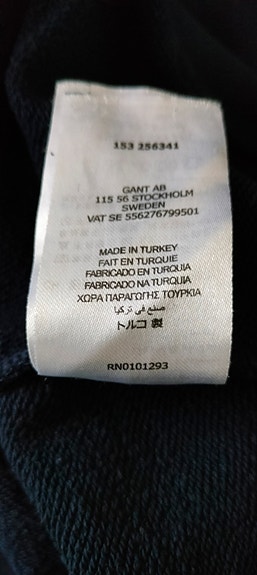 153 256341
GANT AB
115 56 STOCKHOLM
SWEDEN
VAT SE 556276799501
MADE IN TURKEY
FAIT EN TURQUIE
FABRICADO EN TURQUIA
FABRICADO NA TURQUIA
ΧΩΡΑ ΠΑΡΑΓΩΓΗΣ ΤΟΥΡΚΙΑ
صنع في تركيا
トルコ 製
RN0101293